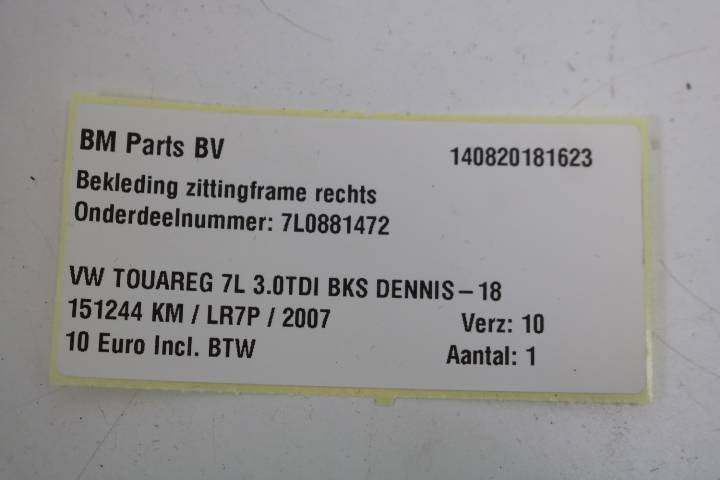 BM Parts BV 140820181623
Bekleding zittingframe rechts
Onderdeelnummer: 7L0881472
VW TOUAREG 7L 3.0TDI BKS DENNIS-18
151244 KM / LR7P / 2007 Verz: 10
10 Euro Incl. BTW Aantal: 1